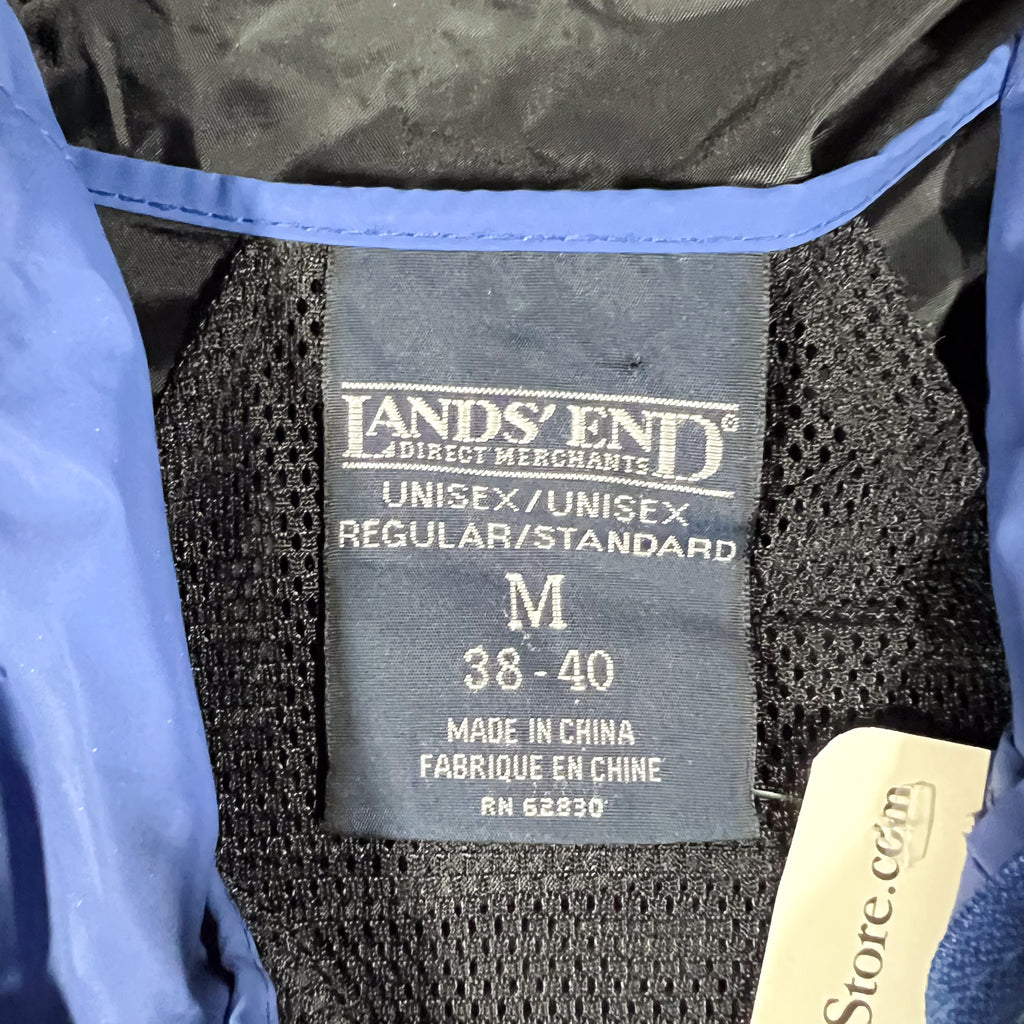 LANDS' END®
DIRECT MERCHANTS
UNISEX/UNISEX
REGULAR/STANDARD
M
38-40
MADE IN CHINA
FABRIQUE EN CHINE
RN 62830
Store.com